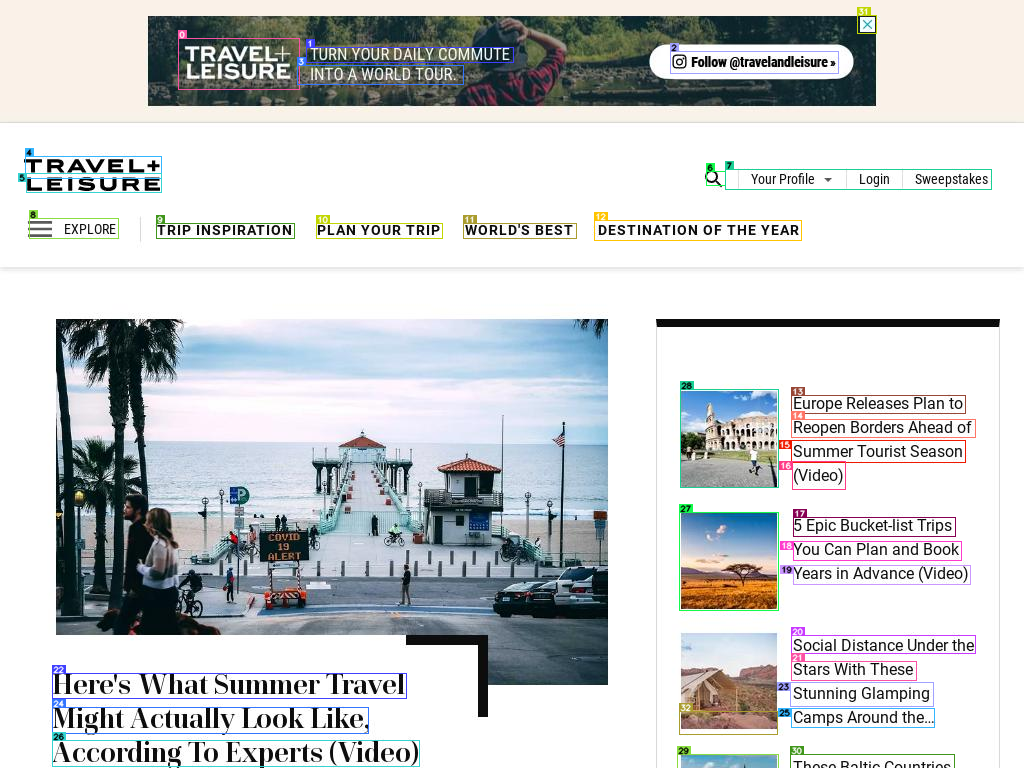 TRAVEL+
LEISURE
TURN YOUR DAILY COMMUTE
INTO A WORLD TOUR.
Follow @travelandleisure »
TRAVEL+
LEISURE
Your Profile
Login
Sweepstakes
EXPLORE
TRIP INSPIRATION
PLAN YOUR TRIP
WORLD'S BEST
DESTINATION OF THE YEAR
COVID
19
ALERT
Here's What Summer Travel
Might Actually Look Like,
According To Experts (Video)
Europe Releases Plan to
Reopen Borders Ahead of
Summer Tourist Season
(Video)
5 Epic Bucket-list Trips
You Can Plan and Book
Years in Advance (Video)
Social Distance Under the
Stars With These
Stunning Glamping
Camps Around the...
These Baltic Countries
0
1
2
3
4
5
6
7
8
9
10
11
12
13
14
15
16
17
18
19
20
21
22
23
24
25
26
27
28
29
30
31
32